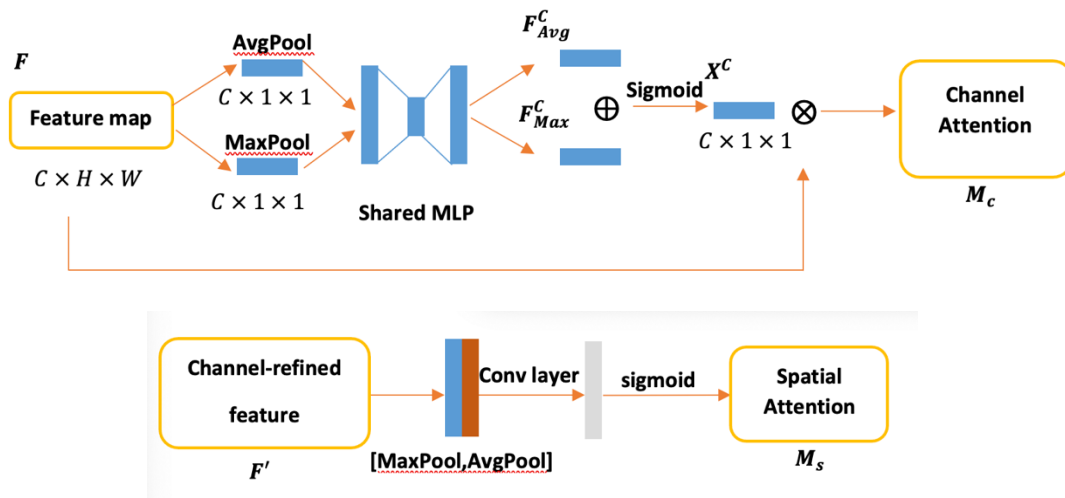 F
AvgPool
C × 1 × 1
Feature map
C × H × W
MaxPool
C × 1 × 1
Shared MLP
F^C_Avg
F^C_Max
⊕
Sigmoid
X^C
C × 1 × 1
⊗
Channel
Attention
M_c
Channel-refined
feature
F′
[MaxPool,AvgPool]
Conv layer
sigmoid
Spatial
Attention
M_s